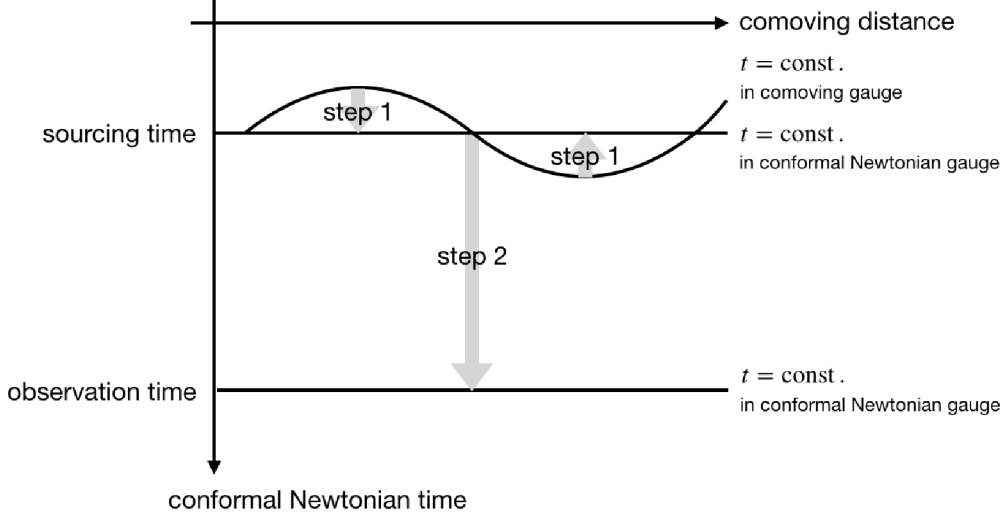 comoving distance
t = const.
in comoving gauge
sourcing time
step 1
t = const.
in conformal Newtonian gauge
step 1
step 2
observation time
t = const.
in conformal Newtonian gauge
conformal Newtonian time